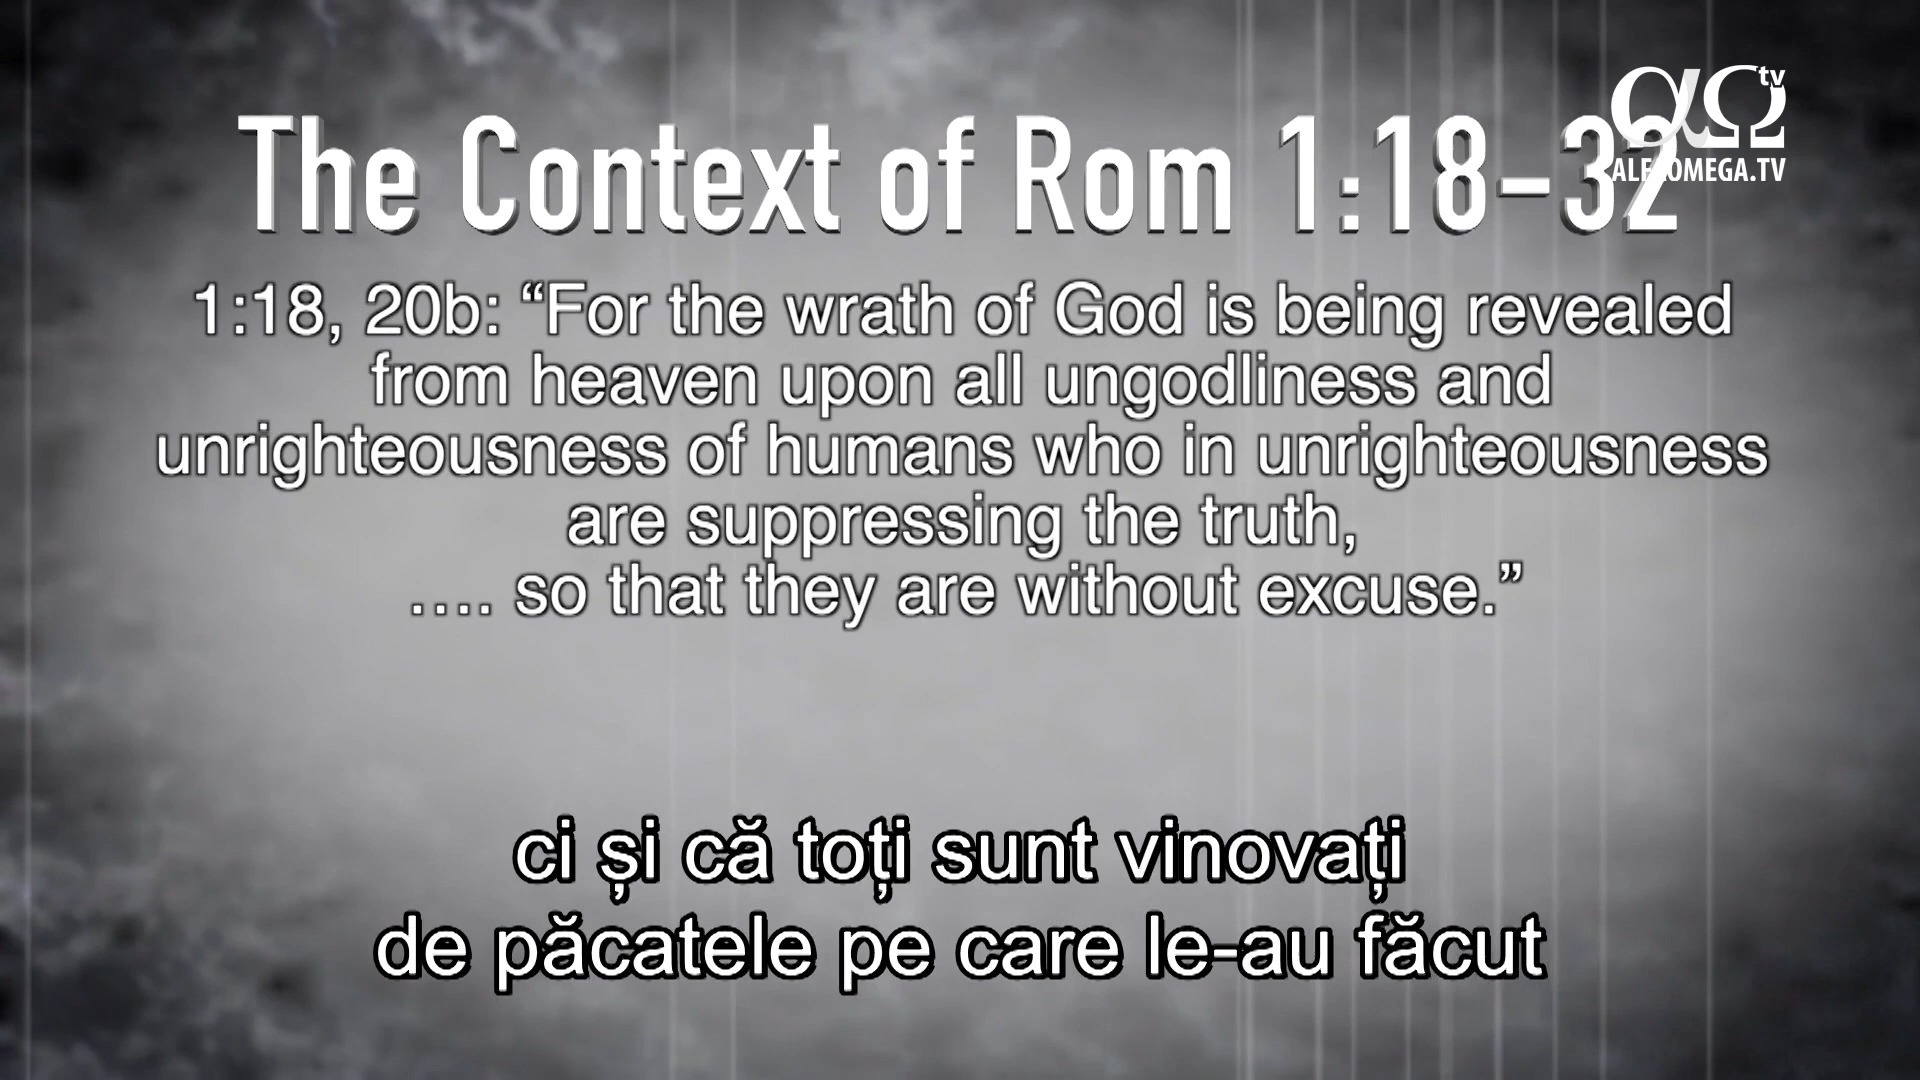 αΩ tv
The Context of Rom 1:18-32
ALFAOMEGA.TV
1:18, 20b: “For the wrath of God is being revealed
from heaven upon all ungodliness and
unrighteousness of humans who in unrighteousness
are suppressing the truth,
…. so that they are without excuse.”
ci și că toți sunt vinovați
de păcatele pe care le-au făcut